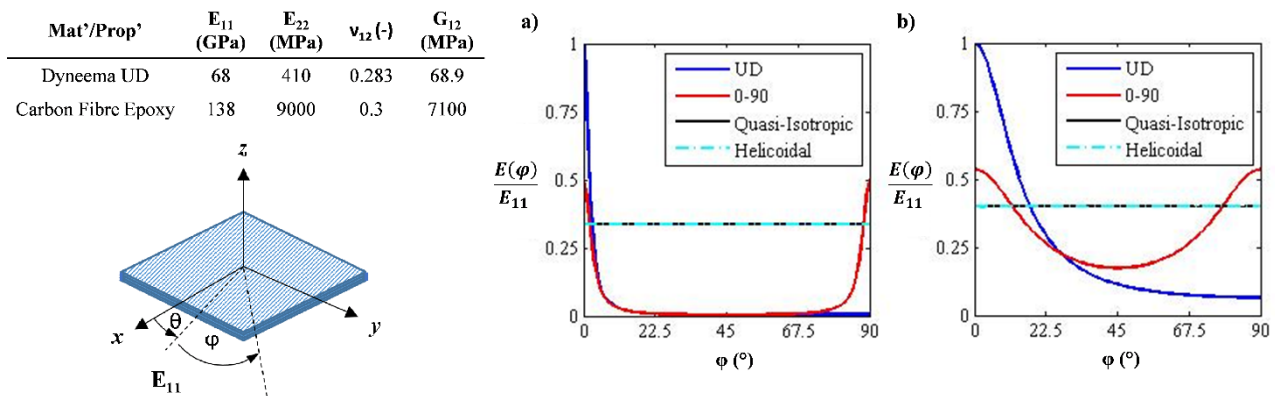 Mat’/Prop’ E11 (GPa) E22 (MPa) ν12 (-) G12 (MPa)
Dyneema UD 68 410 0.283 68.9
Carbon Fibre Epoxy 138 9000 0.3 7100
z
x
y
θ
φ
E11
a)
1
0.75
0.5
0.25
0
E(φ)
E11
UD
0-90
Quasi-Isotropic
Helicoidal
0 22.5 45 67.5 90
φ (°)
b)
1
0.75
0.5
0.25
0
E(φ)
E11
UD
0-90
Quasi-Isotropic
Helicoidal
0 22.5 45 67.5 90
φ (°)